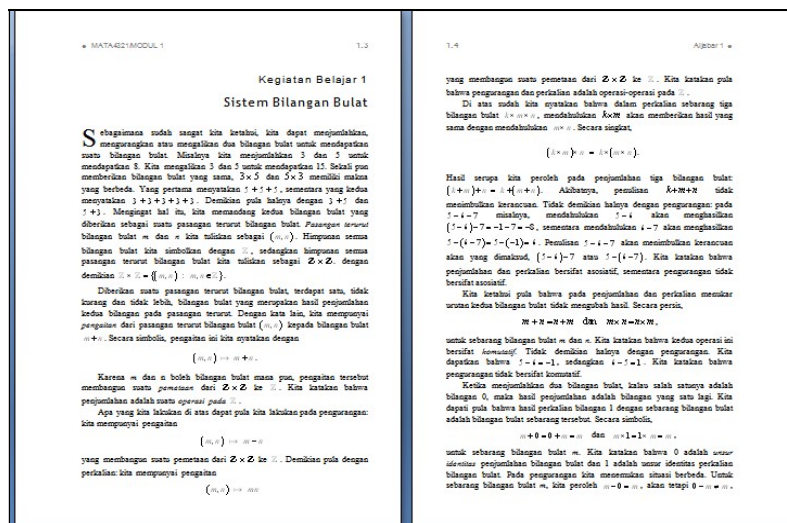 ● MATA4321/MODUL 1 1.3
Kegiatan Belajar 1
Sistem Bilangan Bulat
Sebagaimana sudah sangat kita ketahui, kita dapat menjumlahkan,
mengurangkan atau mengalikan dua bilangan bulat untuk mendapatkan
suatu bilangan bulat. Misalnya kita menjumlahkan 3 dan 5 untuk
mendapatkan 8. Kita mengalikan 3 dan 5 untuk mendapatkan 15. Sekali pun
memberikan bilangan bulat yang sama, 3×5 dan 5×3 memiliki makna
yang berbeda. Yang pertama menyatakan 5+5+5, sementara yang kedua
menyatakan 3+3+3+3+3. Demikian pula halnya dengan 3+5 dan
5+3. Mengingat hal itu, kita memandang kedua bilangan bulat yang
diberikan sebagai suatu pasangan terurut bilangan bulat. Pasangan terurut
bilangan bulat m dan n kita tuliskan sebagai (m,n). Himpunan semua
bilangan bulat kita simbolkan dengan ℤ, sedangkan himpunan semua
pasangan terurut bilangan bulat kita tuliskan sebagai Z×Z. dengan
demikian ℤ×ℤ={(m,n) : m,n∈ℤ}.
Diberikan suatu pasangan terurut bilangan bulat, terdapat satu, tidak
kurang dan tidak lebih, bilangan bulat yang merupakan hasil penjumlahan
kedua bilangan pada pasangan terurut. Dengan kata lain, kita mempunyai
pengaitan dari pasangan terurut bilangan bulat (m,n) kepada bilangan bulat
m+n. Secara simbolis, pengaitan ini kita nyatakan dengan
(m,n) ↦ m+n.
Karena m dan n boleh bilangan bulat mana pun, pengaitan tersebut
membangun suatu pemetaan dari Z×Z ke ℤ. Kita katakan bahwa
penjumlahan adalah suatu operasi pada ℤ.
Apa yang kita lakukan di atas dapat pula kita lakukan pada pengurangan:
kita mempunyai pengaitan
(m,n) ↦ m−n
yang membangun suatu pemetaan dari Z×Z ke ℤ. Demikian pula dengan
perkalian: kita mempunyai pengaitan
(m,n) ↦ mn
1.4 Aljabar 1 ●
yang membangun suatu pemetaan dari Z×Z ke ℤ. Kita katakan pula
bahwa pengurangan dan perkalian adalah operasi-operasi pada ℤ.
Di atas sudah kita nyatakan bahwa dalam perkalian sebarang tiga
bilangan bulat k×m×n, mendahulukan k×m akan memberikan hasil yang
sama dengan mendahulukan m×n. Secara singkat,
(k×m)×n = k×(m×n).
Hasil serupa kita peroleh pada penjumlahan tiga bilangan bulat:
(k+m)+n = k+(m+n). Akibatnya, penulisan k+m+n tidak
menimbulkan kerancuan. Tidak demikian halnya dengan pengurangan: pada
5−6−7 misalnya, mendahulukan 5−6 akan menghasilkan
(5−6)−7=−1−7=−8, sementara mendahulukan 6−7 akan menghasilkan
5−(6−7)=5−(−1)=6. Penulisan 5−6−7 akan menimbulkan kerancuan
akan yang dimaksud, (5−6)−7 atau 5−(6−7). Kita katakan bahwa
penjumlahan dan perkalian bersifat asosiatif, sementara pengurangan tidak
bersifat asosiatif.
Kita ketahui pula bahwa pada penjumlahan dan perkalian menukar
urutan kedua bilangan bulat tidak mengubah hasil. Secara persis,
m+n=n+m dan m×n=n×m,
untuk sebarang bilangan bulat m dan n. Kita katakan bahwa kedua operasi ini
bersifat komutatif. Tidak demikian halnya dengan pengurangan. Kita
dapatkan bahwa 5−6=−1, sedangkan 6−5=1. Kita katakan bahwa
pengurangan tidak bersifat komutatif.
Ketika menjumlahkan dua bilangan bulat, kalau salah satunya adalah
bilangan 0, maka hasil penjumlahan adalah bilangan yang satu lagi. Kita
dapati pula bahwa hasil perkalian bilangan 1 dengan sebarang bilangan bulat
adalah bilangan bulat sebarang tersebut. Secara simbolis,
m+0=0+m=m dan m×1=1×m=m,
untuk sebarang bilangan bulat m. Kita katakan bahwa 0 adalah unsur
identitas penjumlahan bilangan bulat dan 1 adalah unsur identitas perkalian
bilangan bulat. Pada pengurangan kita menemukan situasi berbeda. Untuk
sebarang bilangan bulat m, kita peroleh m−0=m, akan tetapi 0−m≠m.